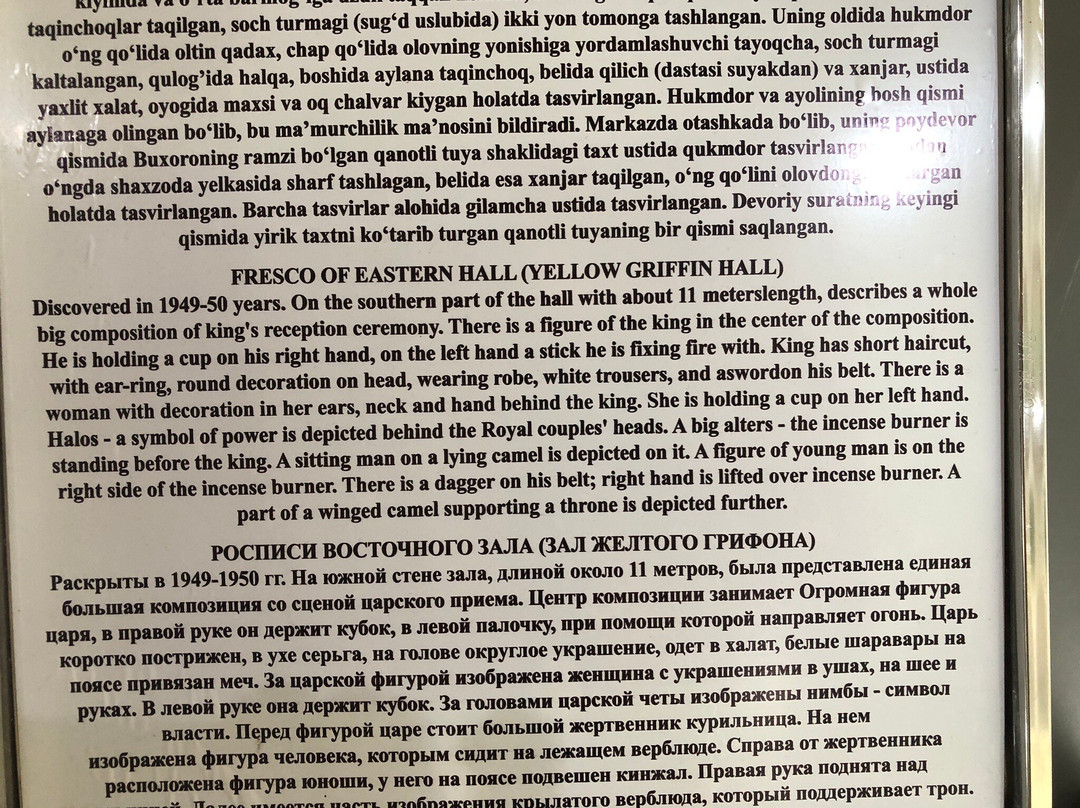 kiyimida va o‘rta barmog‘iga uzuk
taqinchoqlar taqilgan, soch turmagi (sug‘d uslubida) ikki yon tomonga tashlangan. Uning oldida hukmdor
o‘ng qo‘lida oltin qadax, chap qo‘lida olovning yonishiga yordamlashuvchi tayoqcha, soch turmagi
kaltalangan, qulog’ida halqa, boshida aylana taqinchoq, belida qilich (dastasi suyakdan) va xanjar, ustida
yaxlit xalat, oyogida maxsi va oq chalvar kiygan holatda tasvirlangan. Hukmdor va ayolining bosh qismi
aylanaga olingan bo‘lib, bu ma’murchilik ma’nosini bildiradi. Markazda otashkada bo‘lib, uning poydevor
qismida Buxoroning ramzi bo‘lgan qanotli tuya shaklidagi taxt ustida qukmdor
o‘ngda shaxzoda yelkasida sharf tashlagan, belida esa xanjar taqilgan, o‘ng qo‘lini
holatda tasvirlangan. Barcha tasvirlar alohida gilamcha ustida tasvirlangan. Devoriy suratning keyingi
qismida yirik taxtni ko‘tarib turgan qanotli tuyaning bir qismi saqlangan.
FRESCO OF EASTERN HALL (YELLOW GRIFFIN HALL)
Discovered in 1949-50 years. On the southern part of the hall with about 11 meterslength, describes a whole
big composition of king's reception ceremony. There is a figure of the king in the center of the composition.
He is holding a cup on his right hand, on the left hand a stick he is fixing fire with. King has short haircut,
with ear-ring, round decoration on head, wearing robe, white trousers, and aswordon his belt. There is a
woman with decoration in her ears, neck and hand behind the king. She is holding a cup on her left hand.
Halos - a symbol of power is depicted behind the Royal couples' heads. A big alters - the incense burner is
standing before the king. A sitting man on a lying camel is depicted on it. A figure of young man is on the
right side of the incense burner. There is a dagger on his belt; right hand is lifted over incense burner. A
part of a winged camel supporting a throne is depicted further.
РОСПИСИ ВОСТОЧНОГО ЗАЛА (ЗАЛ ЖЕЛТОГО ГРИФОНА)
Раскрыты в 1949-1950 гг. На южной стене зала, длиной около 11 метров, была представлена единая
большая композиция со сценой царского приема. Центр композиции занимает Огромная фигура
царя, в правой руке он держит кубок, в левой палочку, при помощи которой направляет огонь. Царь
коротко пострижен, в ухе серьга, на голове округлое украшение, одет в халат, белые шаравары на
поясе привязан меч. За царской фигурой изображена женщина с украшениями в ушах, на шее и
руках. В левой руке она держит кубок. За головами царской четы изображены нимбы - символ
власти. Перед фигурой царе стоит большой жертвенник курильница. На нем
изображена фигура человека, которым сидит на лежащем верблюде. Справа от жертвенника
расположена фигура юноши, у него на поясе подвешен кинжал. Правая рука поднята над
Далее имеется часть изображения крылатого верблюда, который поддерживает трон.